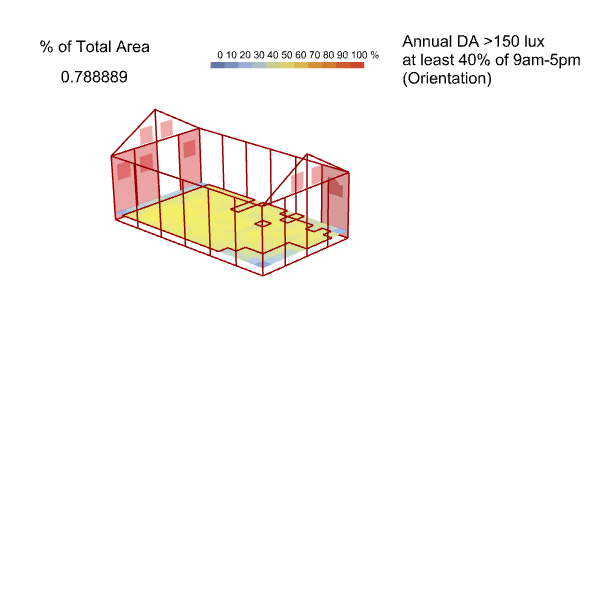 % of Total Area
0.788889
0 10 20 30 40 50 60 70 80 90 100 %
Annual DA >150 lux
at least 40% of 9am-5pm
(Orientation)